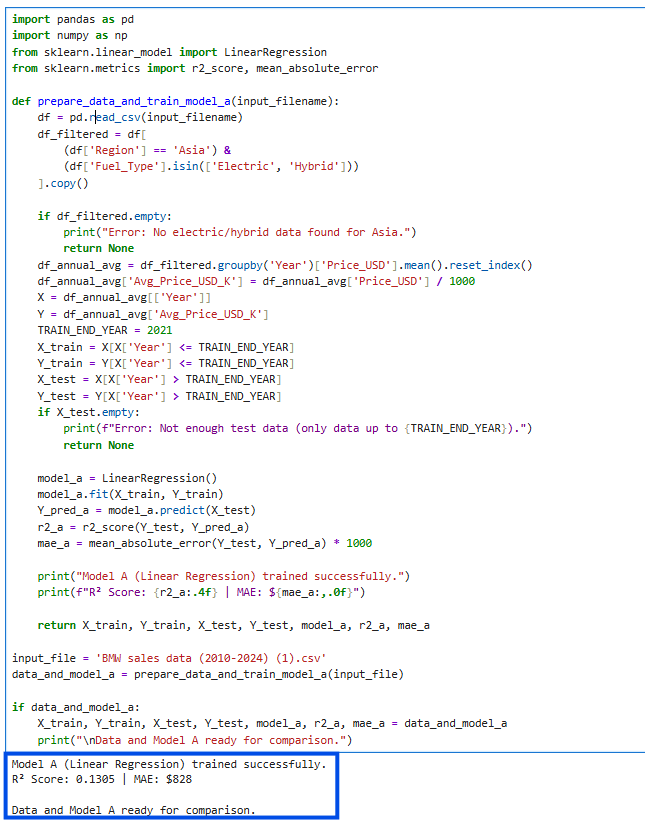 import pandas as pd
import numpy as np
from sklearn.linear_model import LinearRegression
from sklearn.metrics import r2_score, mean_absolute_error

def prepare_data_and_train_model_a(input_filename):
    df = pd.read_csv(input_filename)
    df_filtered = df[
        (df['Region'] == 'Asia') &
        (df['Fuel_Type'].isin(['Electric', 'Hybrid']))
    ].copy()

    if df_filtered.empty:
        print("Error: No electric/hybrid data found for Asia.")
        return None
    df_annual_avg = df_filtered.groupby('Year')['Price_USD'].mean().reset_index()
    df_annual_avg['Avg_Price_USD_K'] = df_annual_avg['Price_USD'] / 1000
    X = df_annual_avg[['Year']]
    Y = df_annual_avg['Avg_Price_USD_K']
    TRAIN_END_YEAR = 2021
    X_train = X[X['Year'] <= TRAIN_END_YEAR]
    Y_train = Y[X['Year'] <= TRAIN_END_YEAR]
    X_test = X[X['Year'] > TRAIN_END_YEAR]
    Y_test = Y[X['Year'] > TRAIN_END_YEAR]
    if X_test.empty:
        print(f"Error: Not enough test data (only data up to {TRAIN_END_YEAR}).")
        return None

    model_a = LinearRegression()
    model_a.fit(X_train, Y_train)
    Y_pred_a = model_a.predict(X_test)
    r2_a = r2_score(Y_test, Y_pred_a)
    mae_a = mean_absolute_error(Y_test, Y_pred_a) * 1000

    print("Model A (Linear Regression) trained successfully.")
    print(f"R² Score: {r2_a:.4f} | MAE: ${mae_a:,.0f}")

    return X_train, Y_train, X_test, Y_test, model_a, r2_a, mae_a

input_file = 'BMW sales data (2010-2024) (1).csv'
data_and_model_a = prepare_data_and_train_model_a(input_file)

if data_and_model_a:
    X_train, Y_train, X_test, Y_test, model_a, r2_a, mae_a = data_and_model_a
    print("\nData and Model A ready for comparison.")
Model A (Linear Regression) trained successfully.
R² Score: 0.1305 | MAE: $828

Data and Model A ready for comparison.